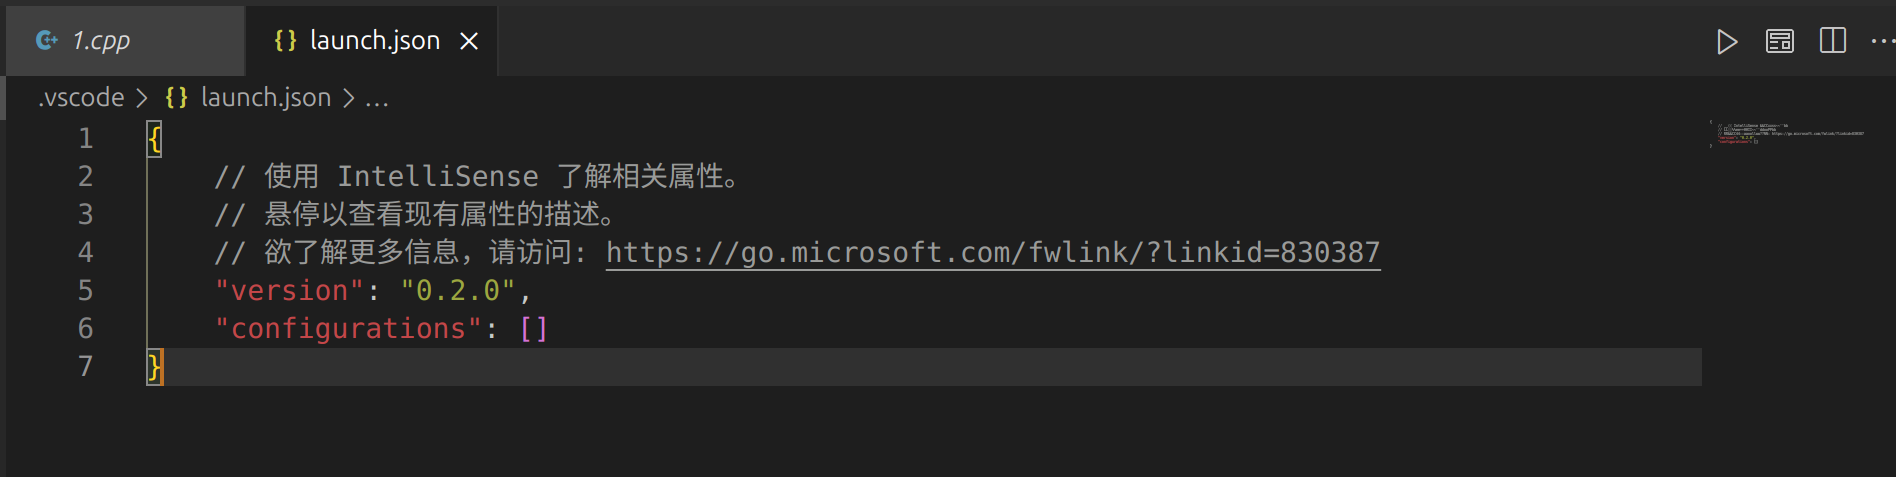 1.cpp
launch.json
.vscode > {} launch.json > ...
1 {
2 // 使用 IntelliSense 了解相关属性。
3 // 悬停以查看现有属性的描述。
4 // 欲了解更多信息，请访问: https://go.microsoft.com/fwlink/?linkid=830387
5 "version": "0.2.0",
6 "configurations": []
7 }